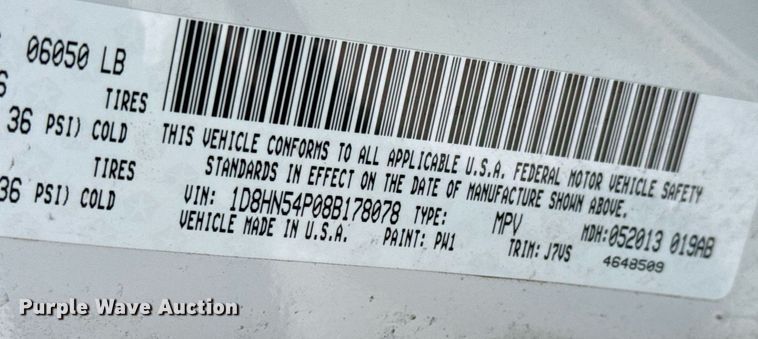 06050 LB
TIRES
36 PSI) COLD
TIRES
36 PSI) COLD
THIS VEHICLE CONFORMS TO ALL APPLICABLE U.S.A. FEDERAL MOTOR VEHICLE SAFETY
STANDARDS IN EFFECT ON THE DATE OF MANUFACTURE SHOWN ABOVE.
VIN: 1D8HN54P08B178078 TYPE: MPV MDH:052013 019AB
VEHICLE MADE IN U.S.A. PAINT: PW1 TRIM: J7VS 4648509
Purple Wave Auction